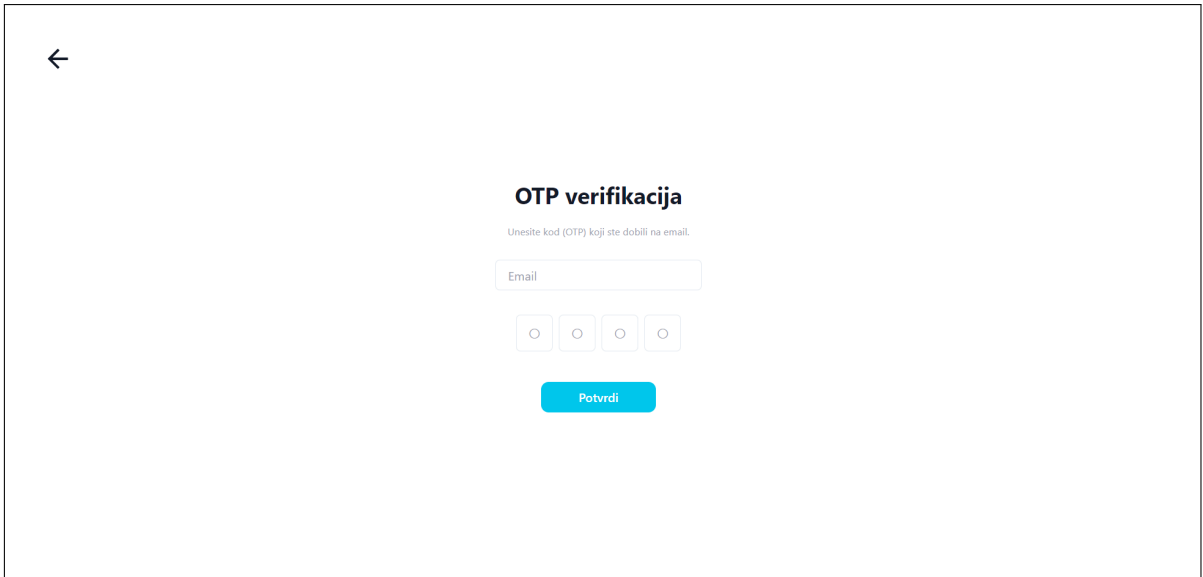 OTP verifikacija
Unesite kod (OTP) koji ste dobili na email.
Email
Potvrdi